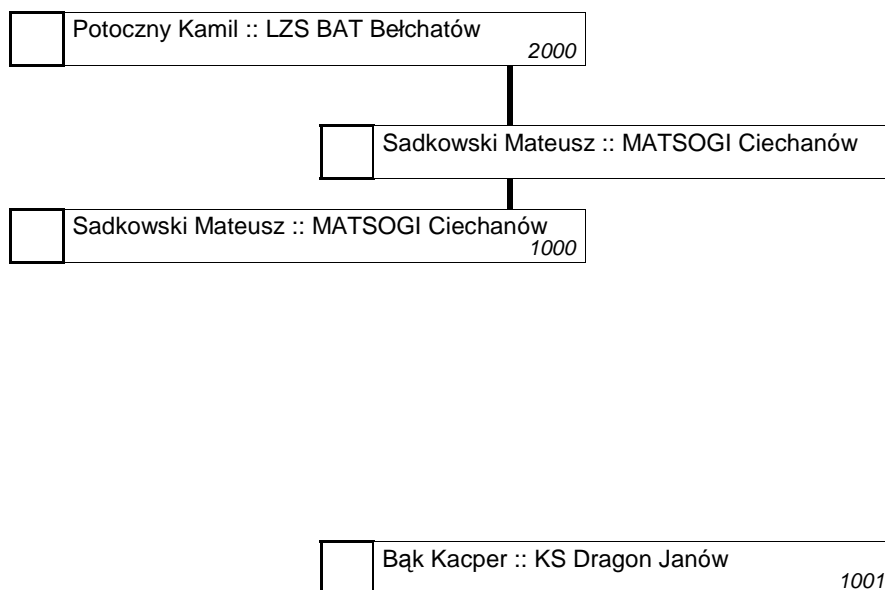 Potoczny Kamil :: LZS BAT Bełchatów
2000
Sadkowski Mateusz :: MATSOGI Ciechanów
Sadkowski Mateusz :: MATSOGI Ciechanów
1000
Bąk Kacper :: KS Dragon Janów
1001